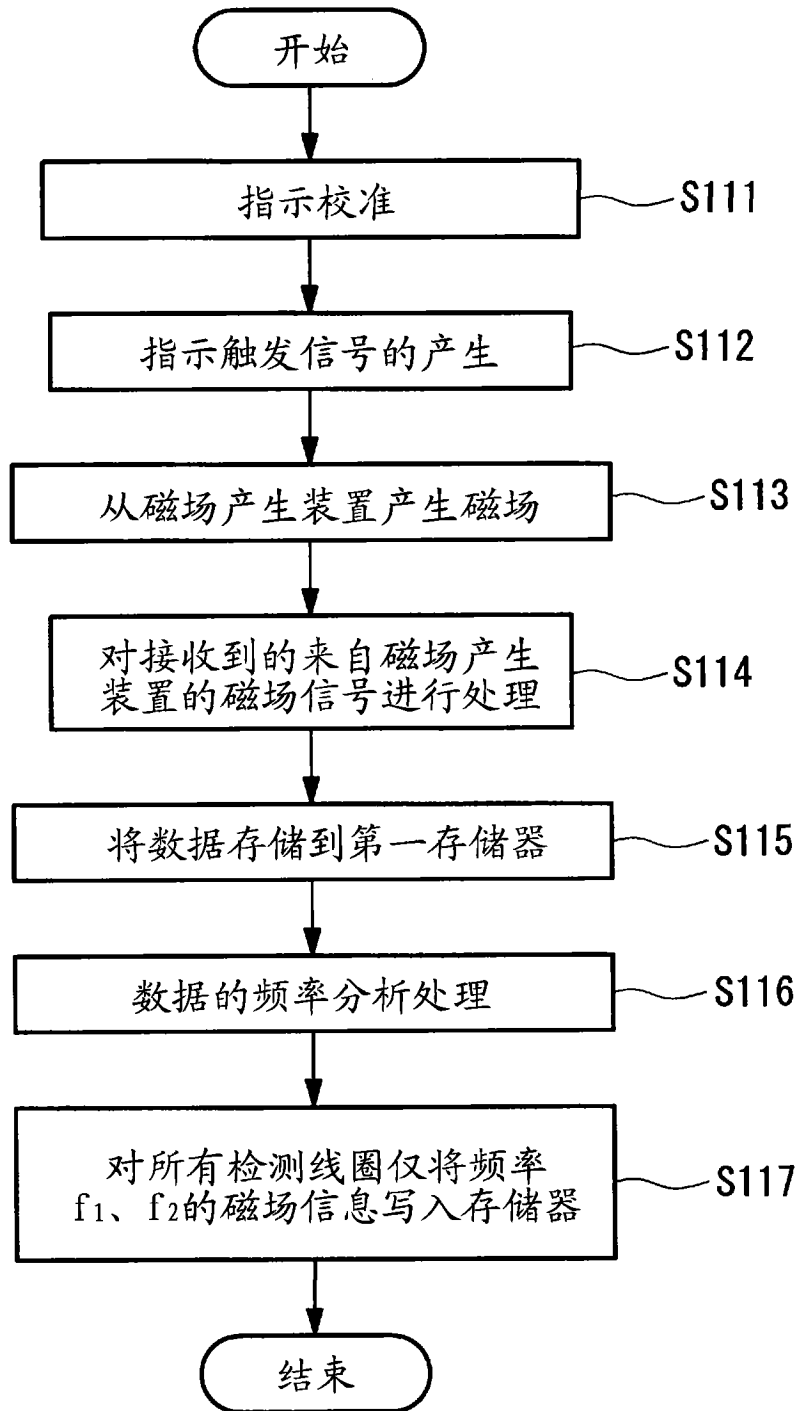 开始
指示校准
S111
指示触发信号的产生
S112
从磁场产生装置产生磁场
S113
对接收到的来自磁场产生
装置的磁场信号进行处理
S114
将数据存储到第一存储器
S115
数据的频率分析处理
S116
对所有检测线圈仅将频率
f₁、f₂的磁场信息写入存储器
S117
结束